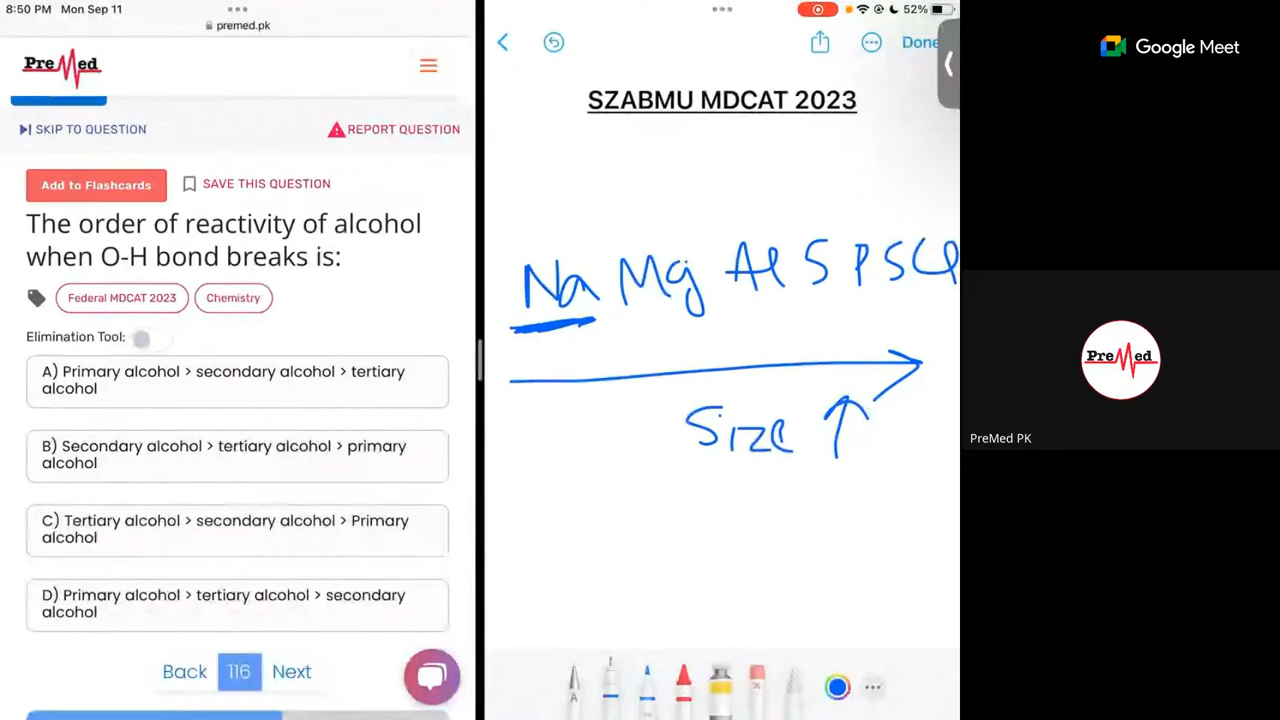 8:50 PM Mon Sep 11
premed.pk
PreMed
SKIP TO QUESTION
REPORT QUESTION
Add to Flashcards
SAVE THIS QUESTION
The order of reactivity of alcohol
when O-H bond breaks is:
Federal MDCAT 2023
Chemistry
Elimination Tool:
A) Primary alcohol > secondary alcohol > tertiary
alcohol
B) Secondary alcohol > tertiary alcohol > primary
alcohol
C) Tertiary alcohol > secondary alcohol > Primary
alcohol
D) Primary alcohol > tertiary alcohol > secondary
alcohol
Back 116 Next
52%
Done
SZABMU MDCAT 2023
Na Mg Al S P S Cl
Size ↑
A
Google Meet
PreMed
PreMed PK